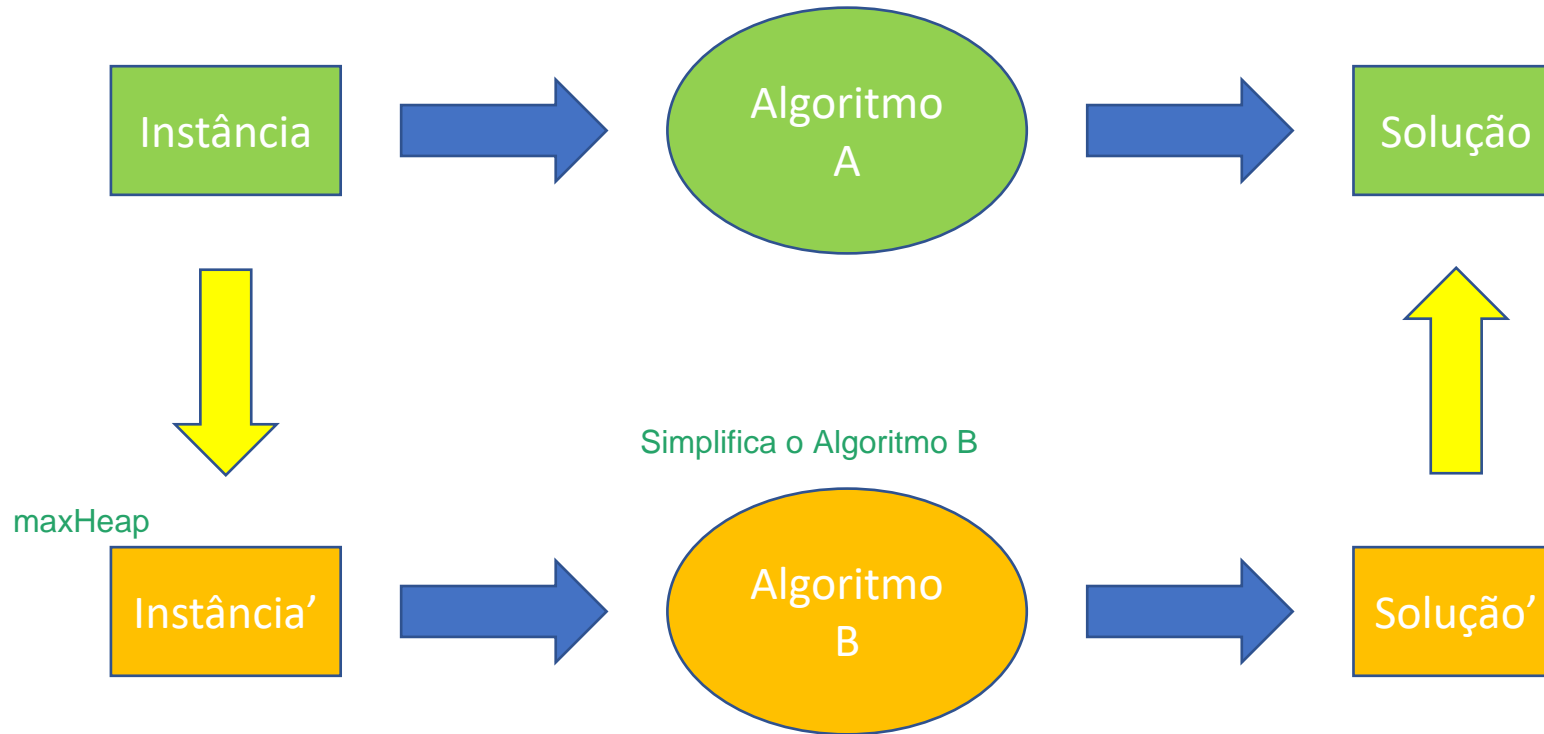 Instância
Algoritmo
A
Solução
Simplifica o Algoritmo B
maxHeap
Instância’
Algoritmo
B
Solução’